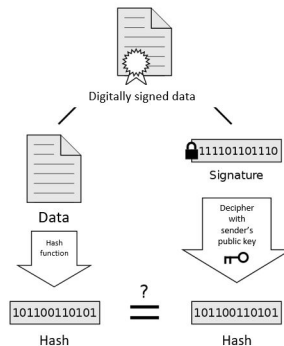 Digitally signed data
111101101110
Signature
Data
Hash
function
Decipher
with
sender's
public key
?
101100110101
=
101100110101
Hash
Hash